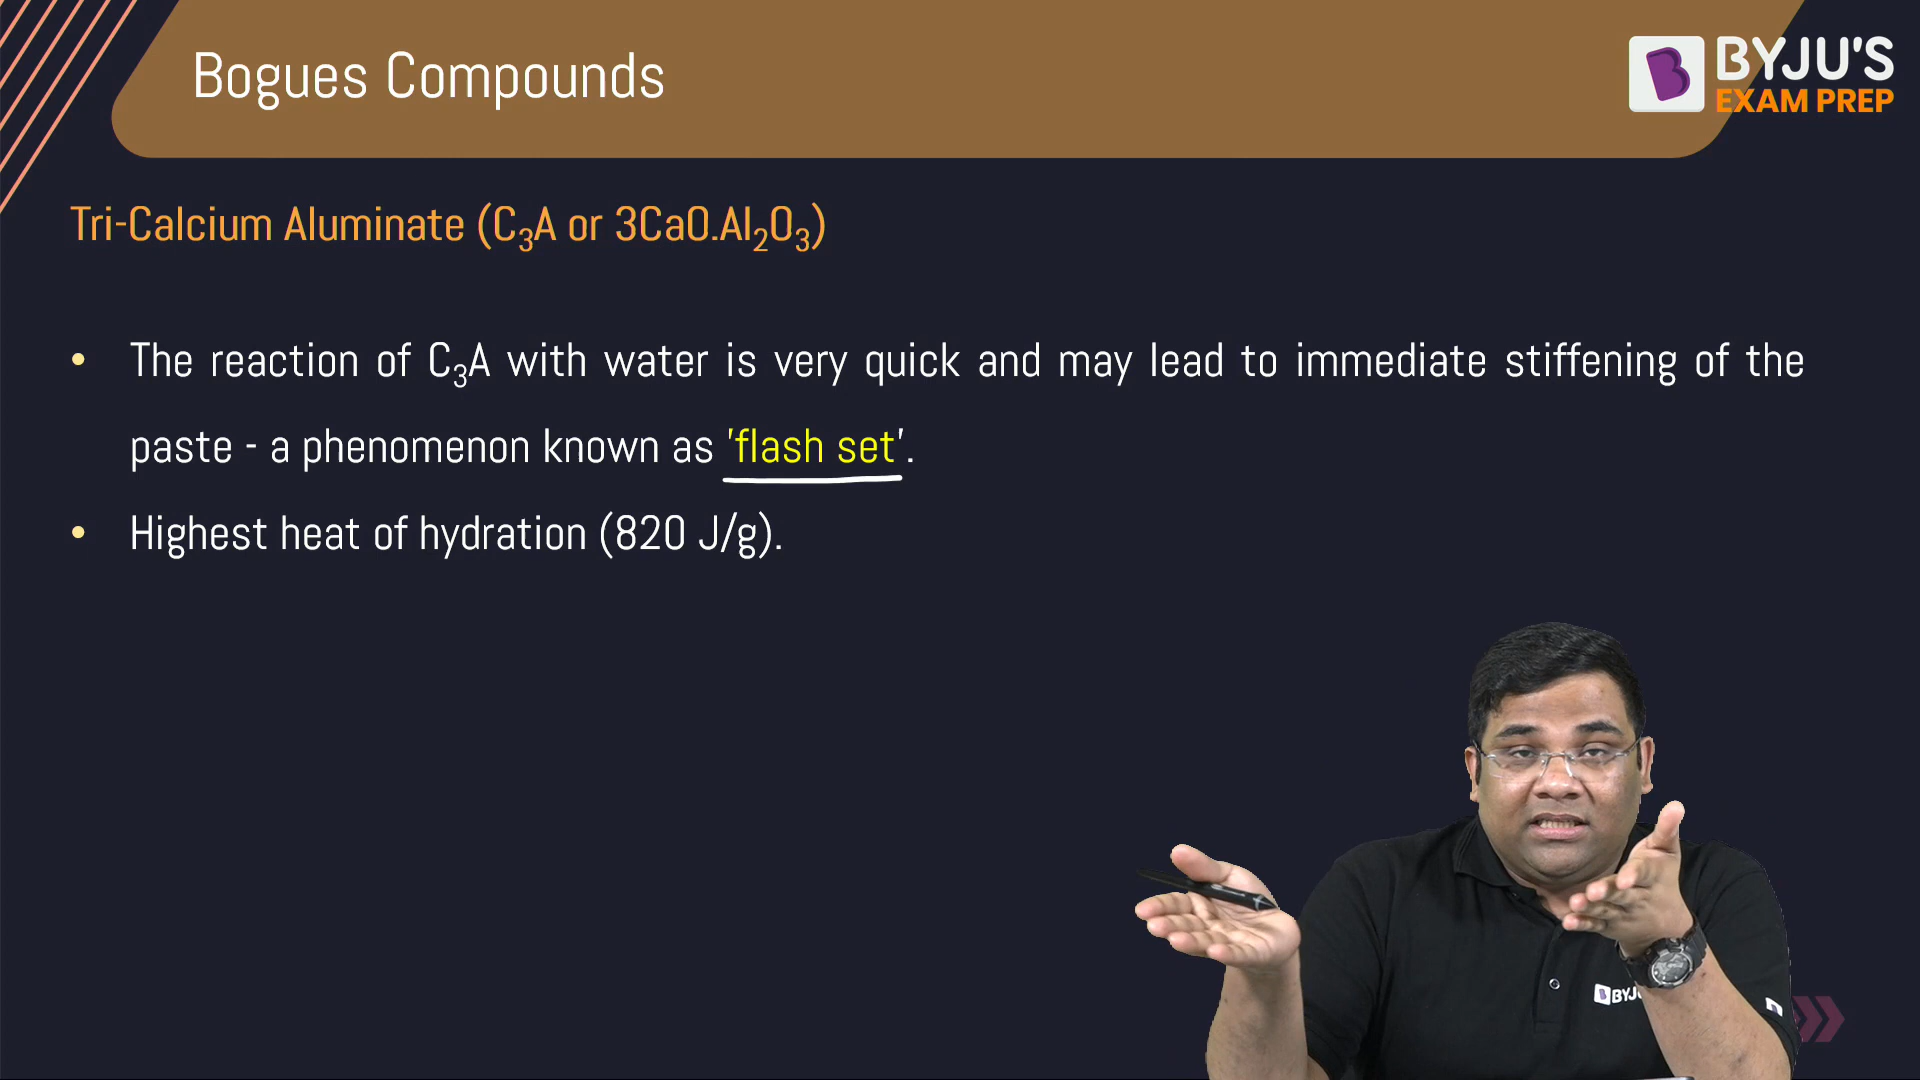 Bogues Compounds
BYJU'S
EXAM PREP
Tri-Calcium Aluminate (C₃A or 3CaO.Al₂O₃)
• The reaction of C₃A with water is very quick and may lead to immediate stiffening of the
paste - a phenomenon known as 'flash set'.
• Highest heat of hydration (820 J/g).